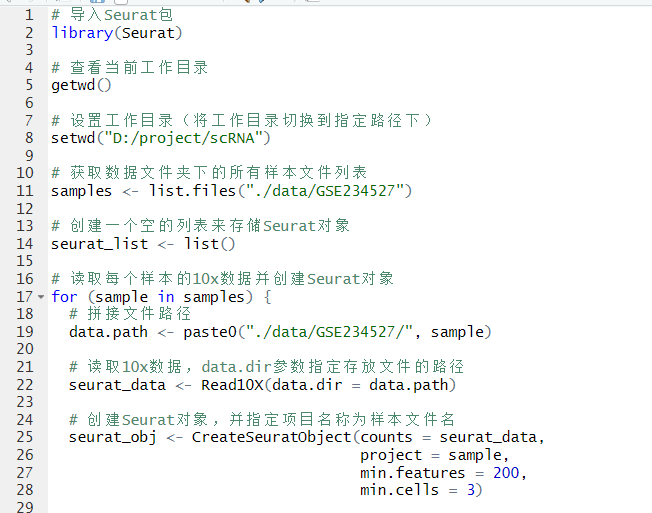 1 # 导入Seurat包
2 library(Seurat)
3
4 # 查看当前工作目录
5 getwd()
6
7 # 设置工作目录（将工作目录切换到指定路径下）
8 setwd("D:/project/scRNA")
9
10 # 获取数据文件夹下的所有样本文件列表
11 samples <- list.files("./data/GSE234527")
12
13 # 创建一个空的列表来存储Seurat对象
14 seurat_list <- list()
15
16 # 读取每个样本的10x数据并创建Seurat对象
17 for (sample in samples) {
18   # 拼接文件路径
19   data.path <- paste0("./data/GSE234527/", sample)
20
21   # 读取10x数据，data.dir参数指定存放文件的路径
22   seurat_data <- Read10X(data.dir = data.path)
23
24   # 创建Seurat对象，并指定项目名称为样本文件名
25   seurat_obj <- CreateSeuratObject(counts = seurat_data,
26                                    project = sample,
27                                    min.features = 200,
28                                    min.cells = 3)
29